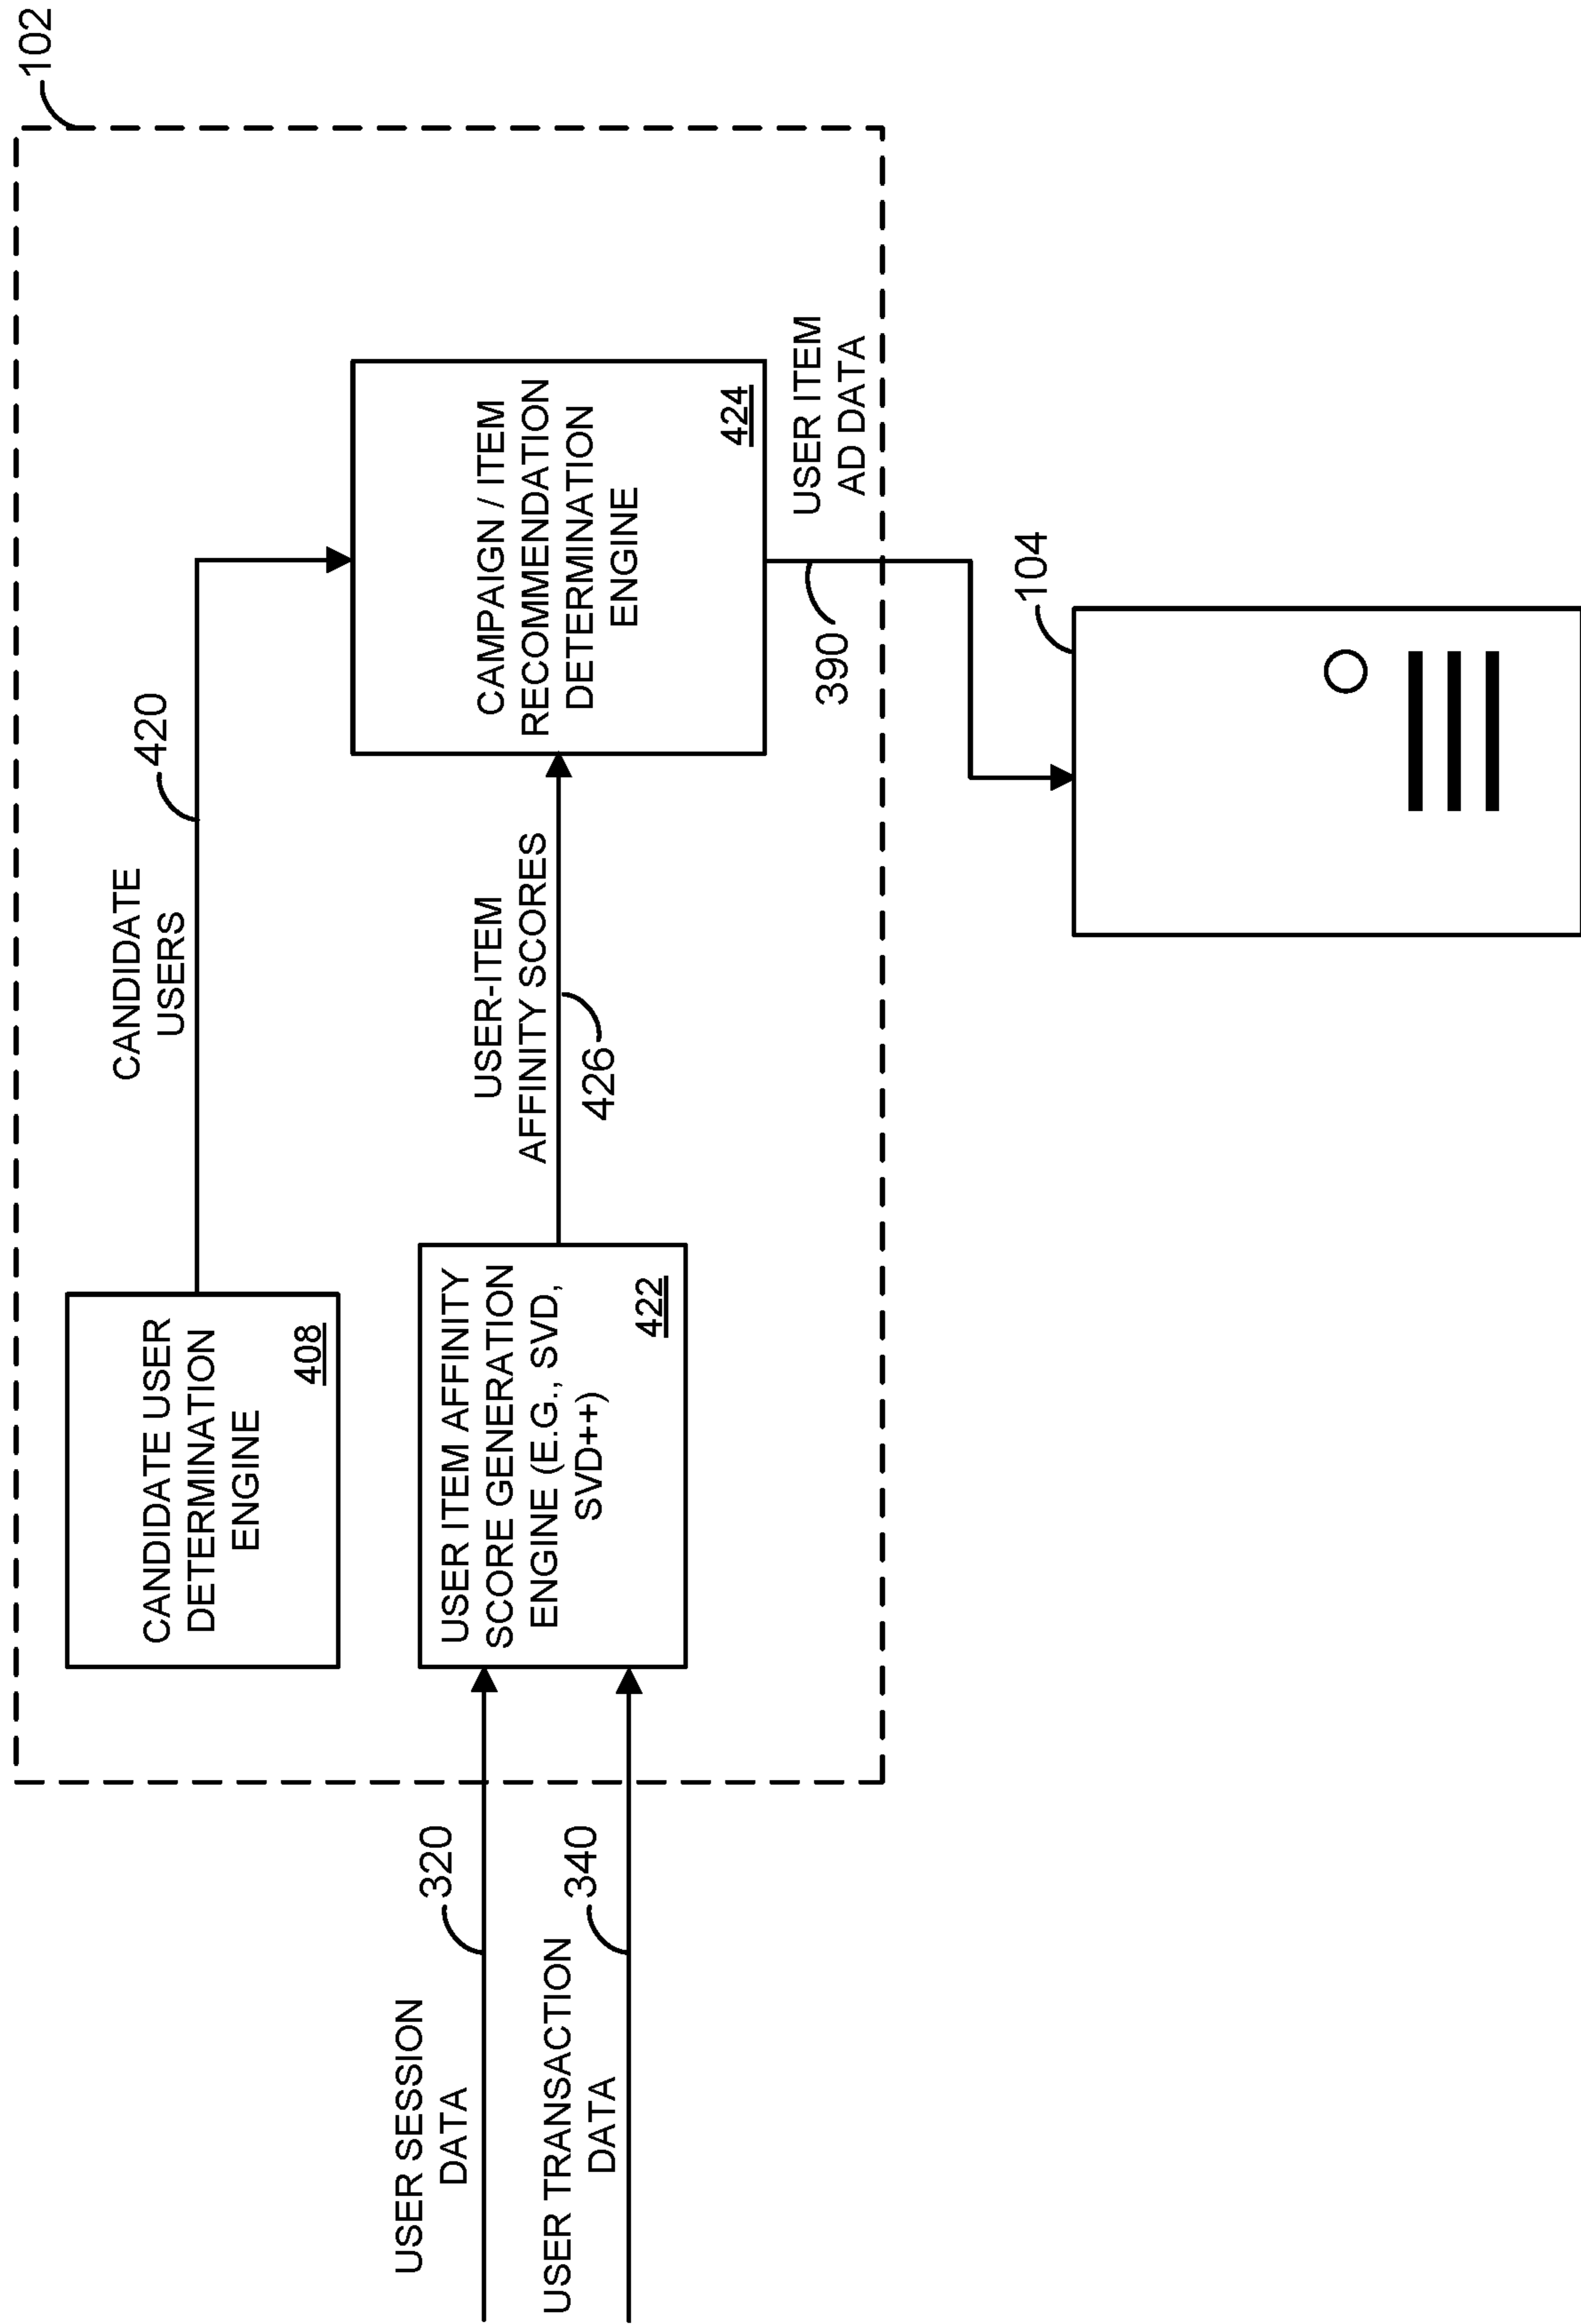 102
CANDIDATE USER
DETERMINATION
ENGINE
408
CANDIDATE
USERS
420
USER SESSION
DATA
320
USER TRANSACTION
DATA
340
USER ITEM AFFINITY
SCORE GENERATION
ENGINE (E.G., SVD,
SVD++)
422
USER-ITEM
AFFINITY SCORES
426
CAMPAIGN / ITEM
RECOMMENDATION
DETERMINATION
ENGINE
424
390
USER ITEM
AD DATA
104